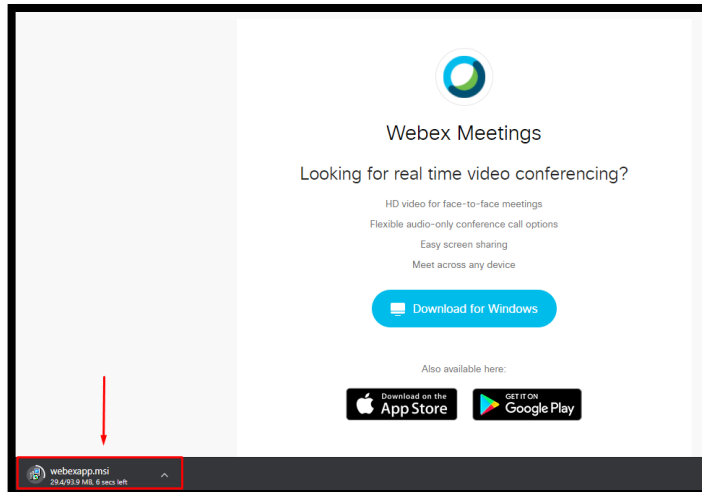 Webex Meetings
Looking for real time video conferencing?
HD video for face-to-face meetings
Flexible audio-only conference call options
Easy screen sharing
Meet across any device
Download for Windows
Also available here:
Download on the
App Store
GET IT ON
Google Play
webexapp.msi
29.4/93.9 MB, 6 secs left